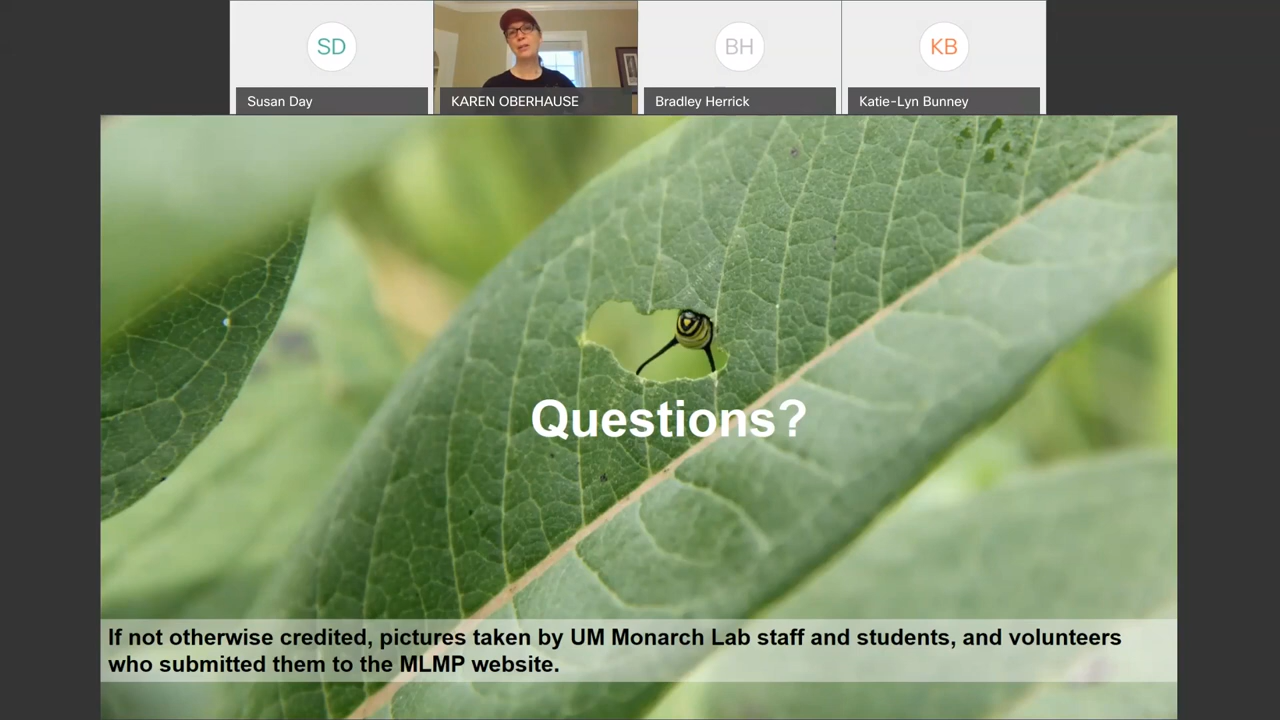 SD
BH
KB
Susan Day
KAREN OBERHAUSE
Bradley Herrick
Katie-Lyn Bunney
Questions?
If not otherwise credited, pictures taken by UM Monarch Lab staff and students, and volunteers
who submitted them to the MLMP website.